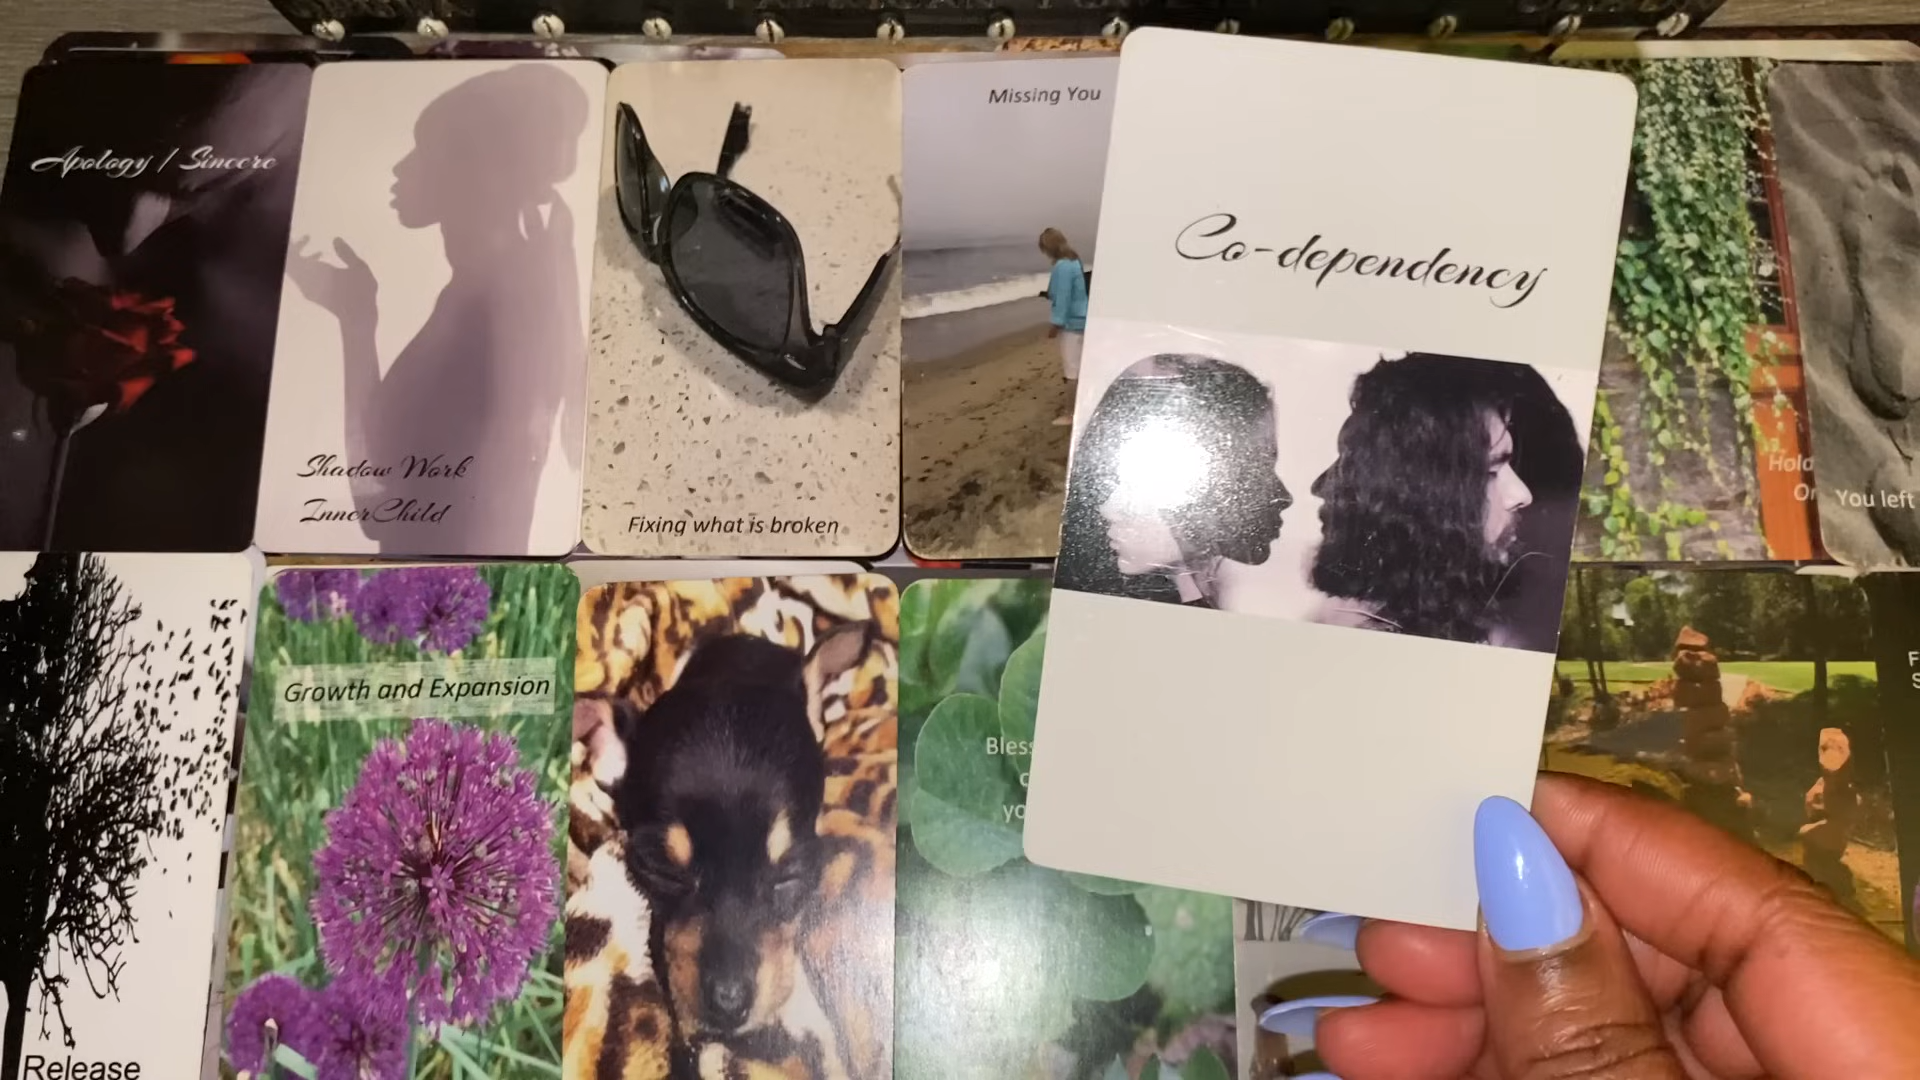 Apology / Sincere
Shadow Work
InnerChild
Fixing what is broken
Missing You
Co-dependency
Hold
You left
Release
Growth and Expansion